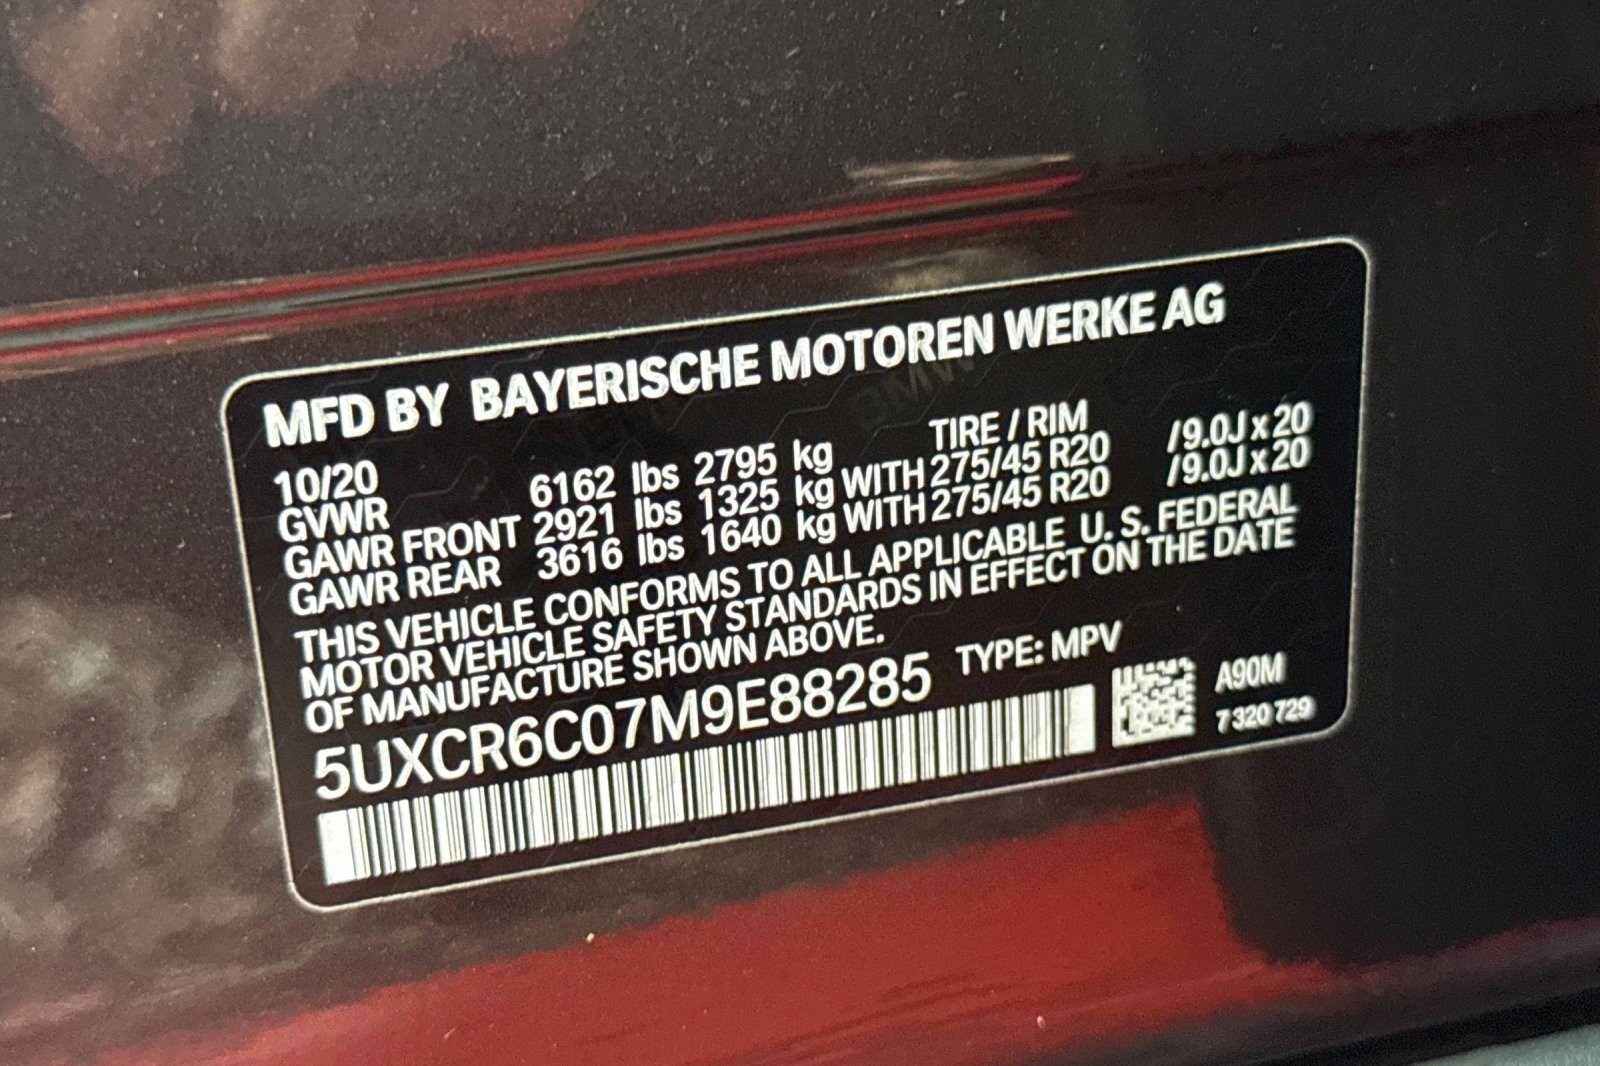 MFD BY BAYERISCHE MOTOREN WERKE AG
10/20 TIRE / RIM
GVWR 6162 lbs 2795 kg
GAWR FRONT 2921 lbs 1325 kg WITH 275/45 R20 /9.0J x 20
GAWR REAR 3616 lbs 1640 kg WITH 275/45 R20 /9.0J x 20
THIS VEHICLE CONFORMS TO ALL APPLICABLE U. S. FEDERAL
MOTOR VEHICLE SAFETY STANDARDS IN EFFECT ON THE DATE
OF MANUFACTURE SHOWN ABOVE.
5UXCR6C07M9E88285 TYPE: MPV
A90M
7 320 729